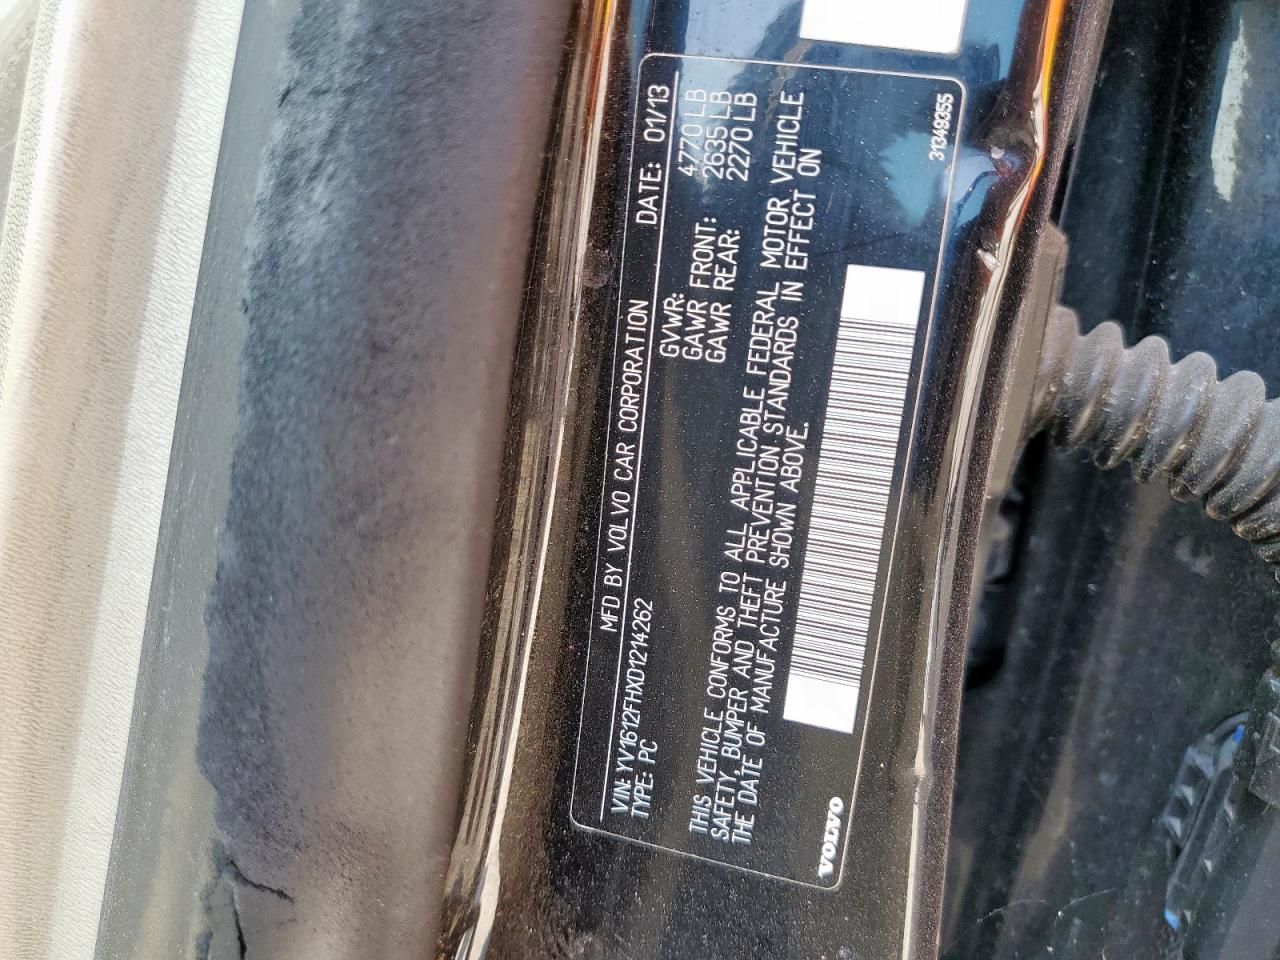 MFD BY VOLVO CAR CORPORATION DATE: 01/13
VIN: YV1612FHXD1214262
TYPE: PC
GVWR: 4770 LB
GAWR FRONT: 2635 LB
GAWR REAR: 2270 LB
THIS VEHICLE CONFORMS TO ALL APPLICABLE FEDERAL MOTOR VEHICLE
SAFETY, BUMPER AND THEFT PREVENTION STANDARDS IN EFFECT ON
THE DATE OF MANUFACTURE SHOWN ABOVE.
VOLVO
31349355